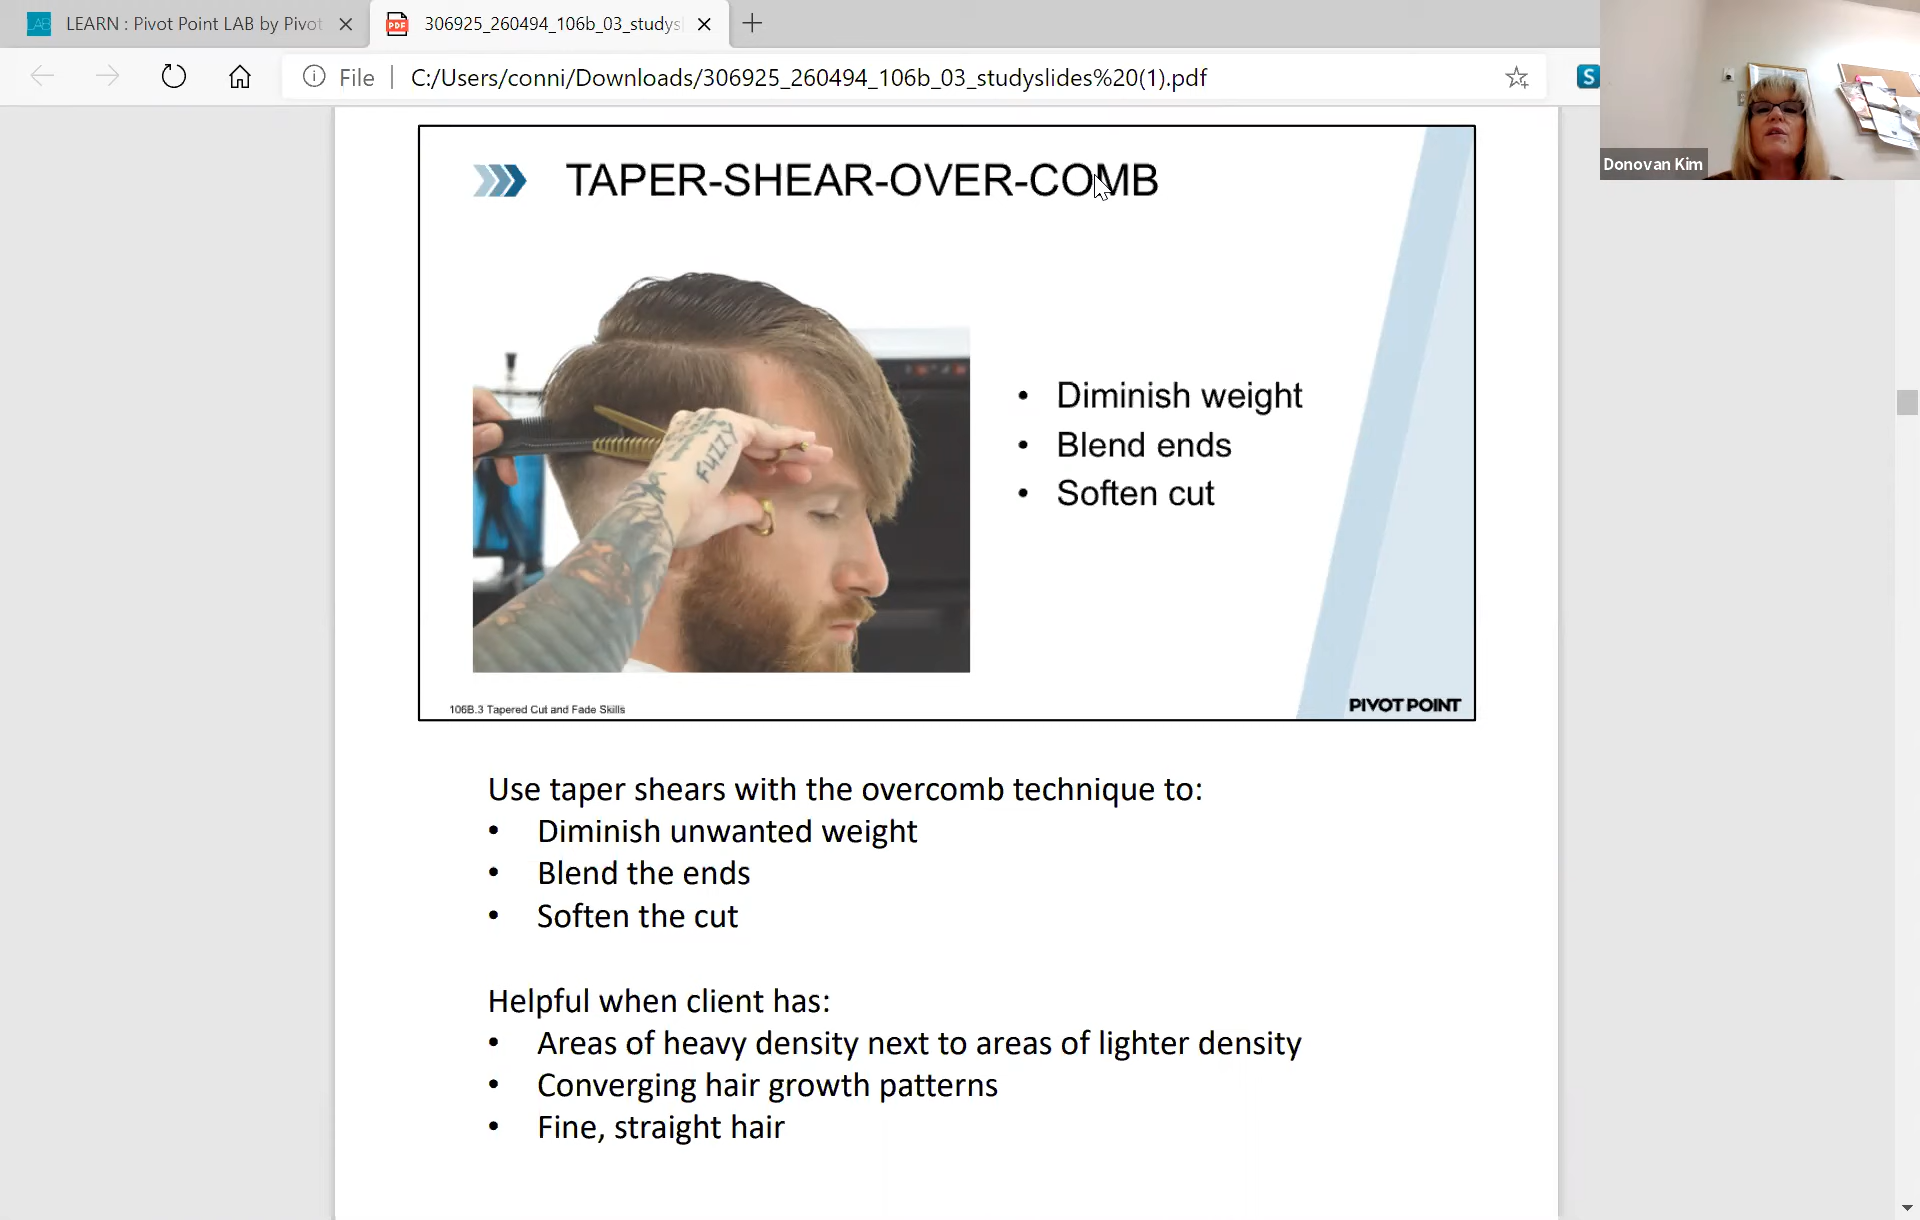 LEARN : Pivot Point LAB by Pivot
306925_260494_106b_03_studys
File
C:/Users/conni/Downloads/306925_260494_106b_03_studyslides%20(1).pdf
S
Donovan Kim
TAPER-SHEAR-OVER-COMB
• Diminish weight
• Blend ends
• Soften cut
FUZZY
106B.3 Tapered Cut and Fade Skills
PIVOT POINT
Use taper shears with the overcomb technique to:
• Diminish unwanted weight
• Blend the ends
• Soften the cut
Helpful when client has:
• Areas of heavy density next to areas of lighter density
• Converging hair growth patterns
• Fine, straight hair